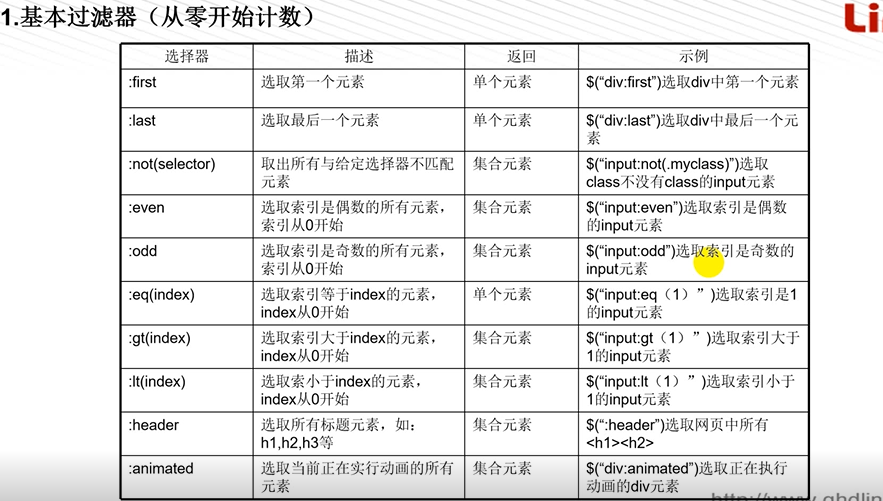 1.基本过滤器（从零开始计数）
Li
选择器 描述 返回 示例
:first 选取第一个元素 单个元素 $(“div:first”)选取div中第一个元素
:last 选取最后一个元素 单个元素 $(“div:last”)选取div中最后一个元
素
:not(selector) 取出所有与给定选择器不匹配 集合元素 $(“input:not(.myclass)”)选取
元素 class不没有class的input元素
:even 选取索引是偶数的所有元素， 集合元素 $(“input:even”)选取索引是偶数
索引从0开始 的input元素
:odd 选取索引是奇数的所有元素， 集合元素 $(“input:odd”)选取索引是奇数的
索引从0开始 input元素
:eq(index) 选取索引等于index的元素， 单个元素 $(“input:eq（1）”)选取索引是1
index从0开始 的input元素
:gt(index) 选取索引大于index的元素， 集合元素 $(“input:gt（1）”)选取索引大于
index从0开始 1的input元素
:lt(index) 选取索小于index的元素， 集合元素 $(“input:lt（1）”)选取索引小于
index从0开始 1的input元素
:header 选取所有标题元素，如： 集合元素 $(“:header”)选取网页中所有
h1,h2,h3等 <h1><h2>
:animated 选取当前正在实行动画的所有 集合元素 $(“div:animated”)选取正在执行
元素 动画的div元素